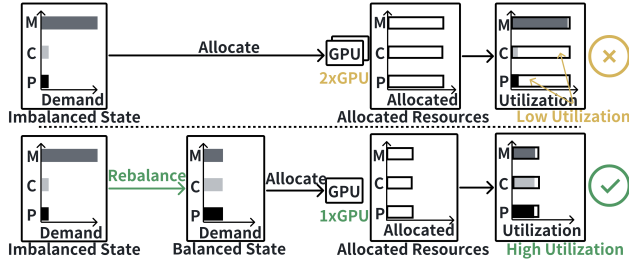 M
C
P
Demand
Imbalanced State
Allocate
GPU
2xGPU
Allocated
Allocated Resources
M
C
P
Utilization
Low Utilization
M
C
P
Demand
Imbalanced State
Rebalance
M
C
P
Demand
Balanced State
Allocate
GPU
1xGPU
M
C
P
Allocated
Allocated Resources
M
C
P
Utilization
High Utilization
M
C
P